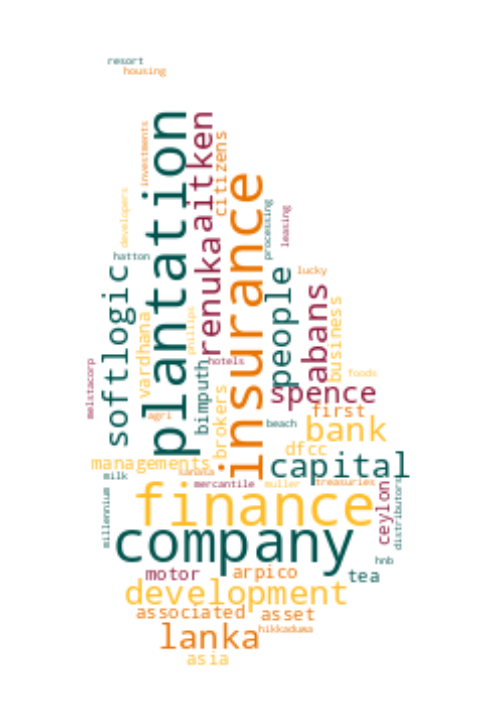 resort
housing
plantation
aitken
citizens
investments
insurance
developers
processing
leasing
renuka
hatton
softlogic
people
lucky
abans
business
vardhana
phillips
hotels
bimputh
melstacorp
foods
spence
brokers
agri
first
beach
bank
dfcc
managements
capital
milk
mercantile
muller
treasuries
finance
ceylon
distributors
millennium
company
hnb
motor
arpico
tea
development
associated
asset
lanka
hikkaduwa
asia